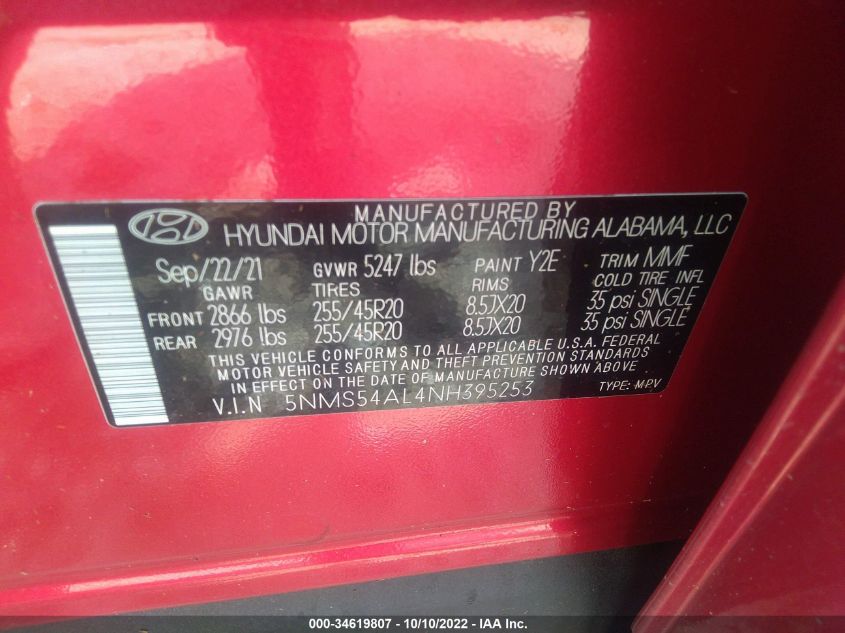 MANUFACTURED BY
HYUNDAI MOTOR MANUFACTURING ALABAMA, LLC
Sep/22/21 GVWR 5247 lbs PAINT Y2E TRIM MMF
GAWR TIRES RIMS COLD TIRE INFL
FRONT 2866 lbs 255/45R20 8.5JX20 35 psi SINGLE
REAR 2976 lbs 255/45R20 8.5JX20 35 psi SINGLE
THIS VEHICLE CONFORMS TO ALL APPLICABLE U.S.A. FEDERAL
MOTOR VEHICLE SAFETY AND THEFT PREVENTION STANDARDS
IN EFFECT ON THE DATE OF MANUFACTURE SHOWN ABOVE
V.I.N 5NMS54AL4NH395253 TYPE: MPV
000-34619807 - 10/10/2022 - IAA Inc.